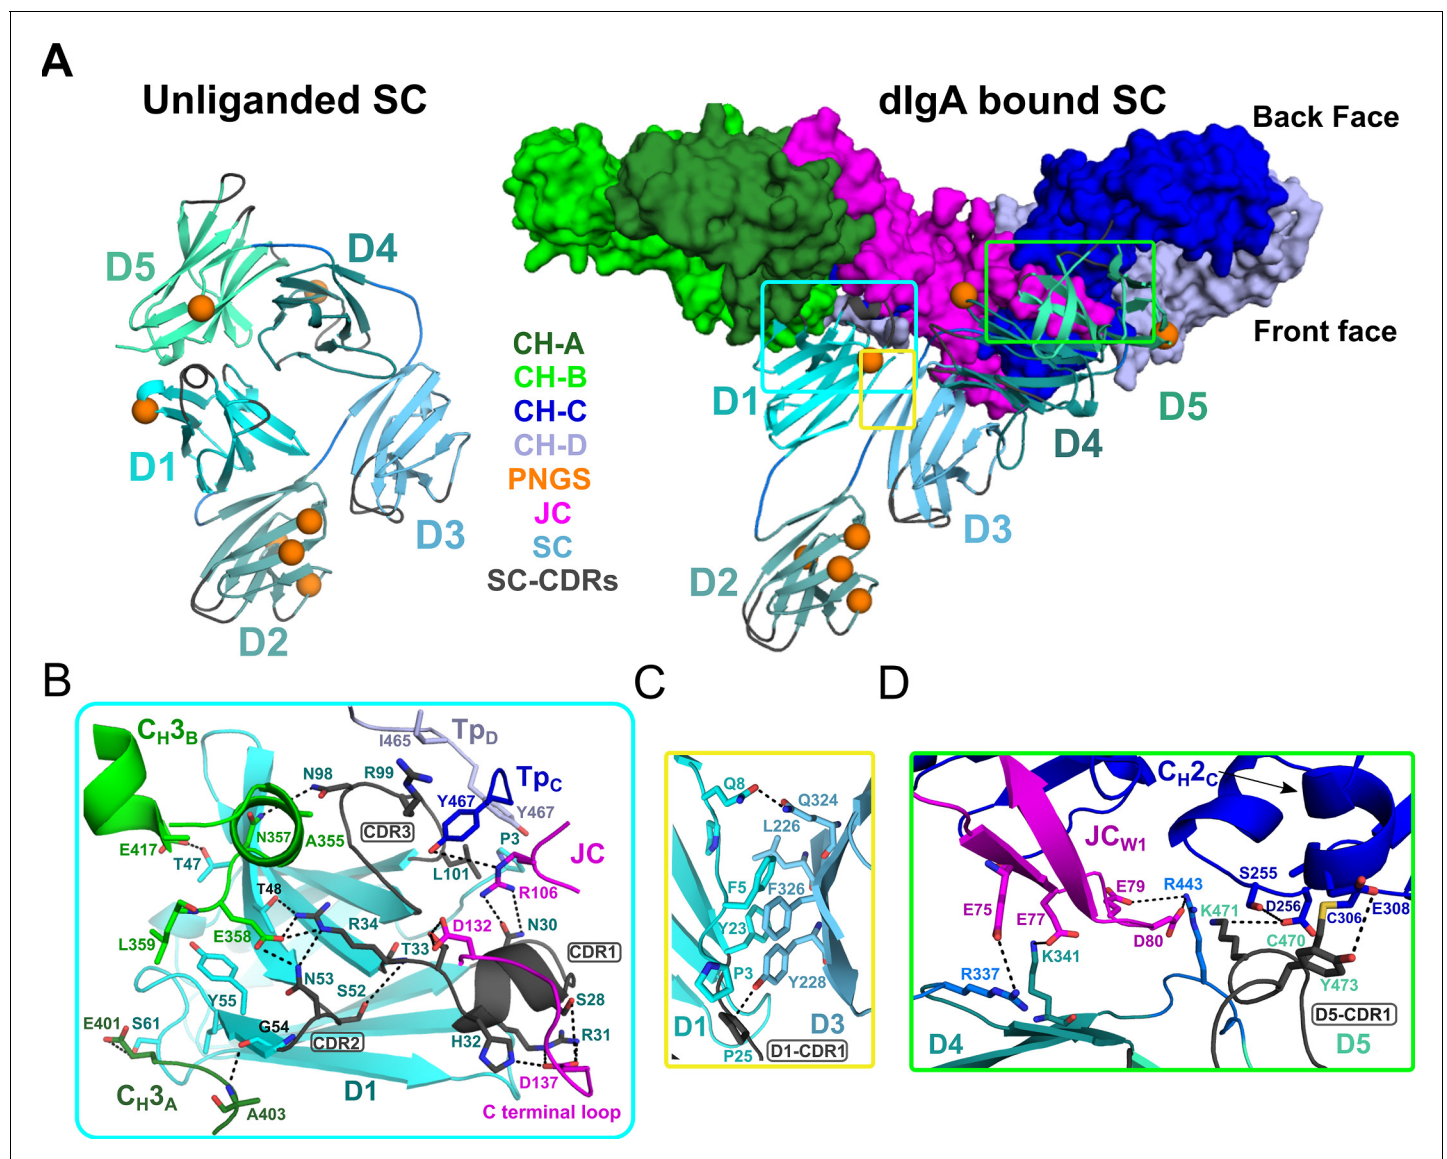 A
Unliganded SC
dIgA bound SC
Back Face
Front face
D5
D4
D1
D3
D2
CH-A
CH-B
CH-C
CH-D
PNGS
JC
SC
SC-CDRs
D1
D2
D3
D4
D5
B
CH3B
TpD
I465
N98
R99
TpC
Y467
Y467
CDR3
N357
A355
P3
JC
E417
T47
L101
R106
T48
R34
D132
N30
L359
E358
T33
CDR1
N53
S52
Y55
S28
E401
S61
G54
CDR2
H32
R31
D137
CH3A
D1
A403
C terminal loop
C
Q8
Q324
L226
F5
F326
Y23
P3
Y228
D1
D3
D1-CDR1
P25
D
CH2C
JCW1
E79
R443
S255
D256
E75
E77
K471
C306
E308
D80
C470
K341
R337
Y473
D5-CDR1
D4
D5